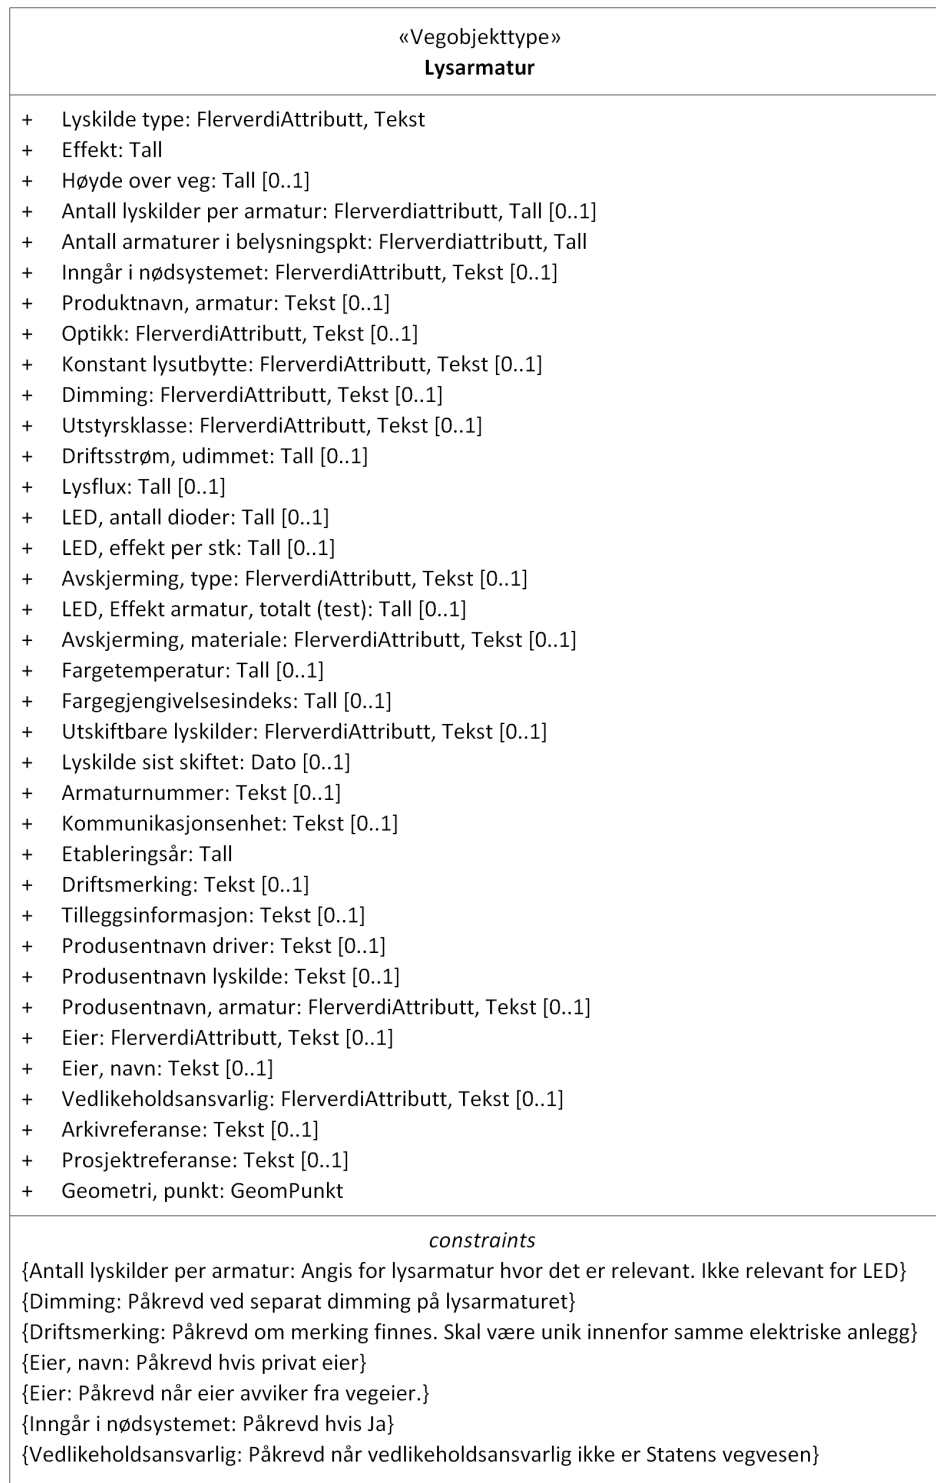 «Vegobjekttype»
Lysarmatur
+ Lyskilde type: FlerverdiAttributt, Tekst
+ Effekt: Tall
+ Høyde over veg: Tall [0..1]
+ Antall lyskilder per armatur: Flerverdiattributt, Tall [0..1]
+ Antall armaturer i belysningspkt: Flerverdiattributt, Tall
+ Inngår i nødsystemet: FlerverdiAttributt, Tekst [0..1]
+ Produktnavn, armatur: Tekst [0..1]
+ Optikk: FlerverdiAttributt, Tekst [0..1]
+ Konstant lysutbytte: FlerverdiAttributt, Tekst [0..1]
+ Dimming: FlerverdiAttributt, Tekst [0..1]
+ Utstyrsklasse: FlerverdiAttributt, Tekst [0..1]
+ Driftsstrøm, udimmet: Tall [0..1]
+ Lysflux: Tall [0..1]
+ LED, antall dioder: Tall [0..1]
+ LED, effekt per stk: Tall [0..1]
+ Avskjerming, type: FlerverdiAttributt, Tekst [0..1]
+ LED, Effekt armatur, totalt (test): Tall [0..1]
+ Avskjerming, materiale: FlerverdiAttributt, Tekst [0..1]
+ Fargetemperatur: Tall [0..1]
+ Fargegjengivelsesindeks: Tall [0..1]
+ Utskiftbare lyskilder: FlerverdiAttributt, Tekst [0..1]
+ Lyskilde sist skiftet: Dato [0..1]
+ Armaturnummer: Tekst [0..1]
+ Kommunikasjonsenhet: Tekst [0..1]
+ Etableringsår: Tall
+ Driftsmerking: Tekst [0..1]
+ Tilleggsinformasjon: Tekst [0..1]
+ Produsentnavn driver: Tekst [0..1]
+ Produsentnavn lyskilde: Tekst [0..1]
+ Produsentnavn, armatur: FlerverdiAttributt, Tekst [0..1]
+ Eier: FlerverdiAttributt, Tekst [0..1]
+ Eier, navn: Tekst [0..1]
+ Vedlikeholdsansvarlig: FlerverdiAttributt, Tekst [0..1]
+ Arkivreferanse: Tekst [0..1]
+ Prosjektreferanse: Tekst [0..1]
+ Geometri, punkt: GeomPunkt
constraints
{Antall lyskilder per armatur: Angis for lysarmatur hvor det er relevant. Ikke relevant for LED}
{Dimming: Påkrevd ved separat dimming på lysarmaturet}
{Driftsmerking: Påkrevd om merking finnes. Skal være unik innenfor samme elektriske anlegg}
{Eier, navn: Påkrevd hvis privat eier}
{Eier: Påkrevd når eier avviker fra vegeier.}
{Inngår i nødsystemet: Påkrevd hvis Ja}
{Vedlikeholdsansvarlig: Påkrevd når vedlikeholdsansvarlig ikke er Statens vegvesen}